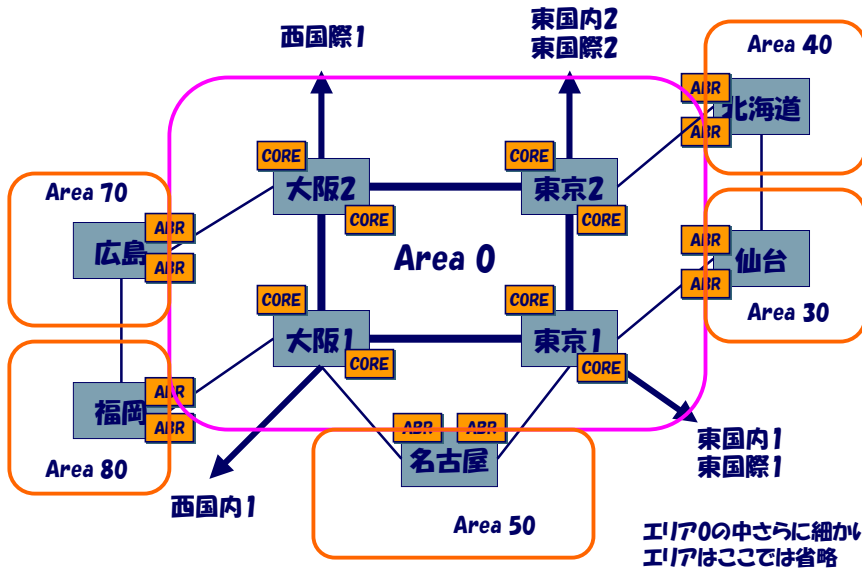 西国際1
東国内2
東国際2
Area 40
ABR
北海道
ABR
CORE
大阪2
CORE
CORE
東京2
CORE
Area 70
ABR
広島
ABR
Area 0
ABR
仙台
ABR
Area 30
CORE
大阪1
CORE
CORE
東京1
CORE
ABR
福岡
ABR
Area 80
ABR
ABR
名古屋
Area 50
西国内1
東国内1
東国際1
エリア0の中さらに細かい
エリアはここでは省略